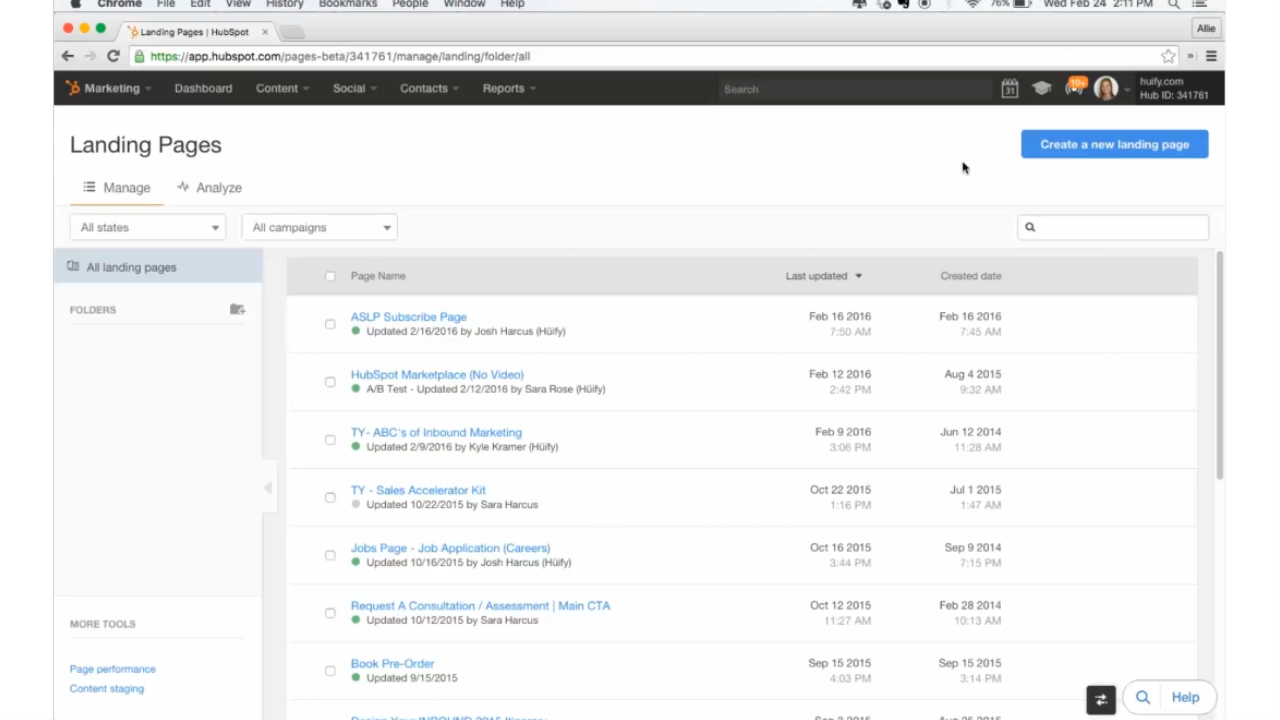 Chrome File Edit View History Bookmarks People Window Help 76% Wed Feb 24 2:11 PM
Landing Pages | HubSpot × Allie
https://app.hubspot.com/pages-beta/341761/manage/landing/folder/all
Marketing Dashboard Content Social Contacts Reports Search 31 10+ huify.com
Hub ID: 341761
Landing Pages
Create a new landing page
Manage Analyze
All states All campaigns
All landing pages
FOLDERS
Page Name Last updated Created date
ASLP Subscribe Page Feb 16 2016 Feb 16 2016
Updated 2/16/2016 by Josh Harcus (Hüify) 7:50 AM 7:45 AM
HubSpot Marketplace (No Video) Feb 12 2016 Aug 4 2015
A/B Test - Updated 2/12/2016 by Sara Rose (Hüify) 2:42 PM 9:32 AM
TY- ABC's of Inbound Marketing Feb 9 2016 Jun 12 2014
Updated 2/9/2016 by Kyle Kramer (Hüify) 3:06 PM 11:28 AM
TY - Sales Accelerator Kit Oct 22 2015 Jul 1 2015
Updated 10/22/2015 by Sara Harcus 1:16 PM 1:47 AM
Jobs Page - Job Application (Careers) Oct 16 2015 Sep 9 2014
Updated 10/16/2015 by Josh Harcus (Hüify) 3:44 PM 7:15 PM
Request A Consultation / Assessment | Main CTA Oct 12 2015 Feb 28 2014
Updated 10/12/2015 by Sara Harcus 11:27 AM 10:13 AM
Book Pre-Order Sep 15 2015 Sep 15 2015
Updated 9/15/2015 4:03 PM 3:14 PM
MORE TOOLS
Page performance
Content staging
Help